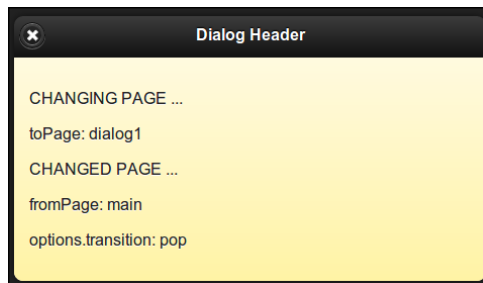 Dialog Header
CHANGING PAGE ...
toPage: dialog1
CHANGED PAGE ...
fromPage: main
options.transition: pop